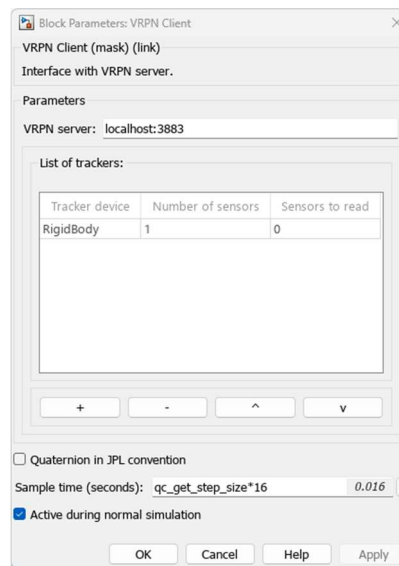 Block Parameters: VRPN Client
VRPN Client (mask) (link)
Interface with VRPN server.
Parameters
VRPN server: localhost:3883
List of trackers:
Tracker device Number of sensors Sensors to read
RigidBody 1 0
+ - ^ v
Quaternion in JPL convention
Sample time (seconds): qc_get_step_size*16 0.016
Active during normal simulation
OK Cancel Help Apply